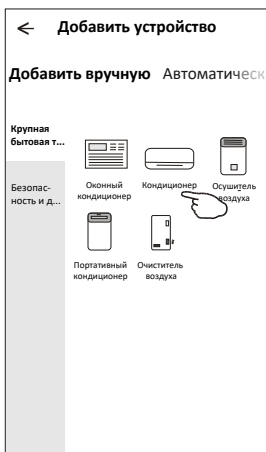 Добавить устройство
Добавить вручную Автоматическ
Крупная
бытовая т...
Безопас-
ность и д...
Оконный
кондиционер
Кондиционер
Осушитель
воздуха
Портативный
кондиционер
Очиститель
воздуха